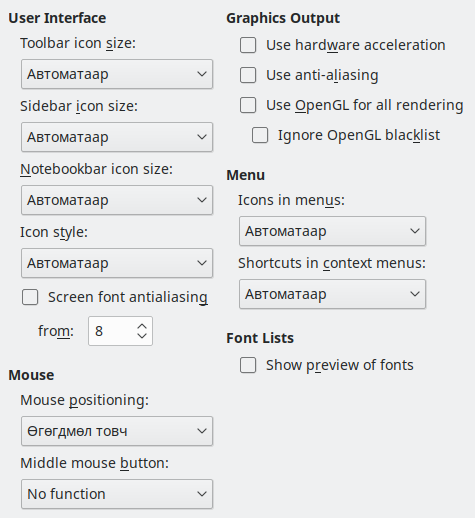 User Interface
Toolbar icon size:
Автоматаар
Sidebar icon size:
Автоматаар
Notebookbar icon size:
Автоматаар
Icon style:
Автоматаар
Screen font antialiasing
from:
8
Mouse
Mouse positioning:
Өгөгдмөл товч
Middle mouse button:
No function
Graphics Output
Use hardware acceleration
Use anti-aliasing
Use OpenGL for all rendering
Ignore OpenGL blacklist
Menu
Icons in menus:
Автоматаар
Shortcuts in context menus:
Автоматаар
Font Lists
Show preview of fonts